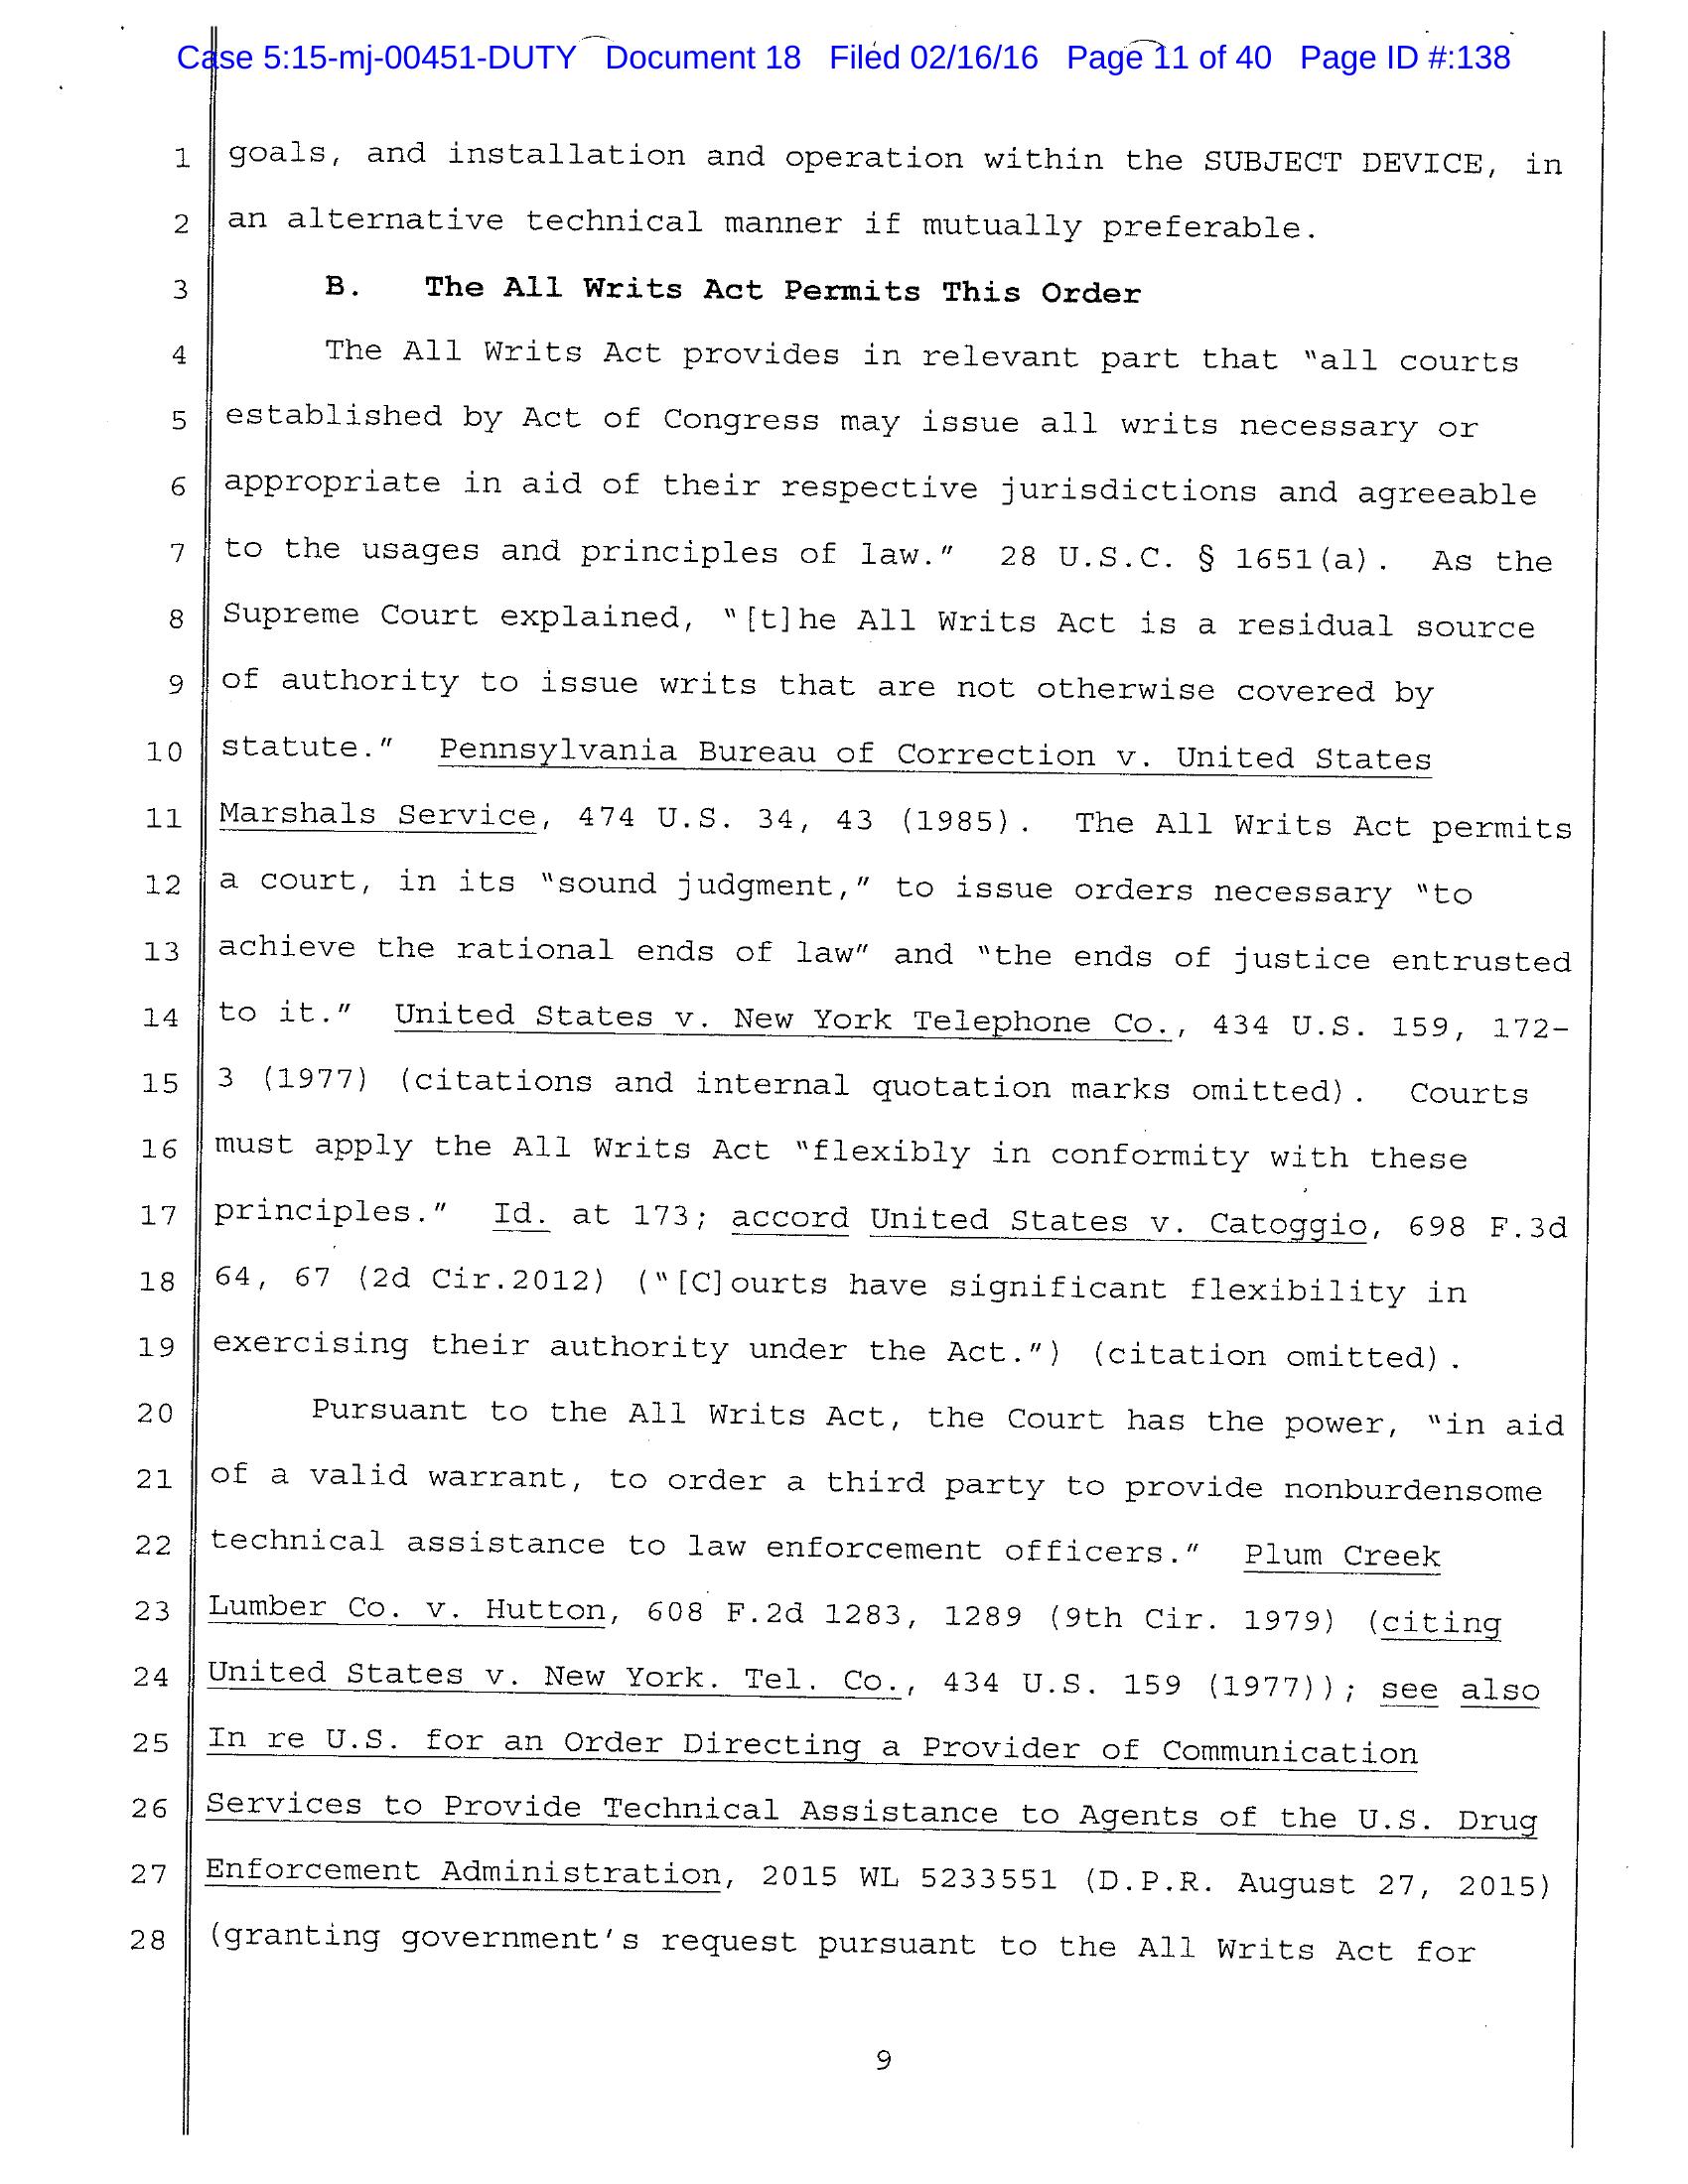 Case 5:15-mj-00451-DUTY Document 18 Filed 02/16/16 Page 11 of 40 Page ID #:138
1 goals, and installation and operation within the SUBJECT DEVICE, in
2 an alternative technical manner if mutually preferable.
3 B. The All Writs Act Permits This Order
4 The All Writs Act provides in relevant part that "all courts
5 established by Act of Congress may issue all writs necessary or
6 appropriate in aid of their respective jurisdictions and agreeable
7 to the usages and principles of law." 28 U.S.C. § 1651(a). As the
8 Supreme Court explained, "[t]he All Writs Act is a residual source
9 of authority to issue writs that are not otherwise covered by
10 statute." Pennsylvania Bureau of Correction v. United States
11 Marshals Service, 474 U.S. 34, 43 (1985). The All Writs Act permits
12 a court, in its "sound judgment," to issue orders necessary "to
13 achieve the rational ends of law" and "the ends of justice entrusted
14 to it." United States v. New York Telephone Co., 434 U.S. 159, 172-
15 3 (1977) (citations and internal quotation marks omitted). Courts
16 must apply the All Writs Act "flexibly in conformity with these
17 principles." Id. at 173; accord United States v. Catoggio, 698 F.3d
18 64, 67 (2d Cir.2012) ("[C]ourts have significant flexibility in
19 exercising their authority under the Act.") (citation omitted).
20 Pursuant to the All Writs Act, the Court has the power, "in aid
21 of a valid warrant, to order a third party to provide nonburdensome
22 technical assistance to law enforcement officers." Plum Creek
23 Lumber Co. v. Hutton, 608 F.2d 1283, 1289 (9th Cir. 1979) (citing
24 United States v. New York. Tel. Co., 434 U.S. 159 (1977)); see also
25 In re U.S. for an Order Directing a Provider of Communication
26 Services to Provide Technical Assistance to Agents of the U.S. Drug
27 Enforcement Administration, 2015 WL 5233551 (D.P.R. August 27, 2015)
28 (granting government's request pursuant to the All Writs Act for
9